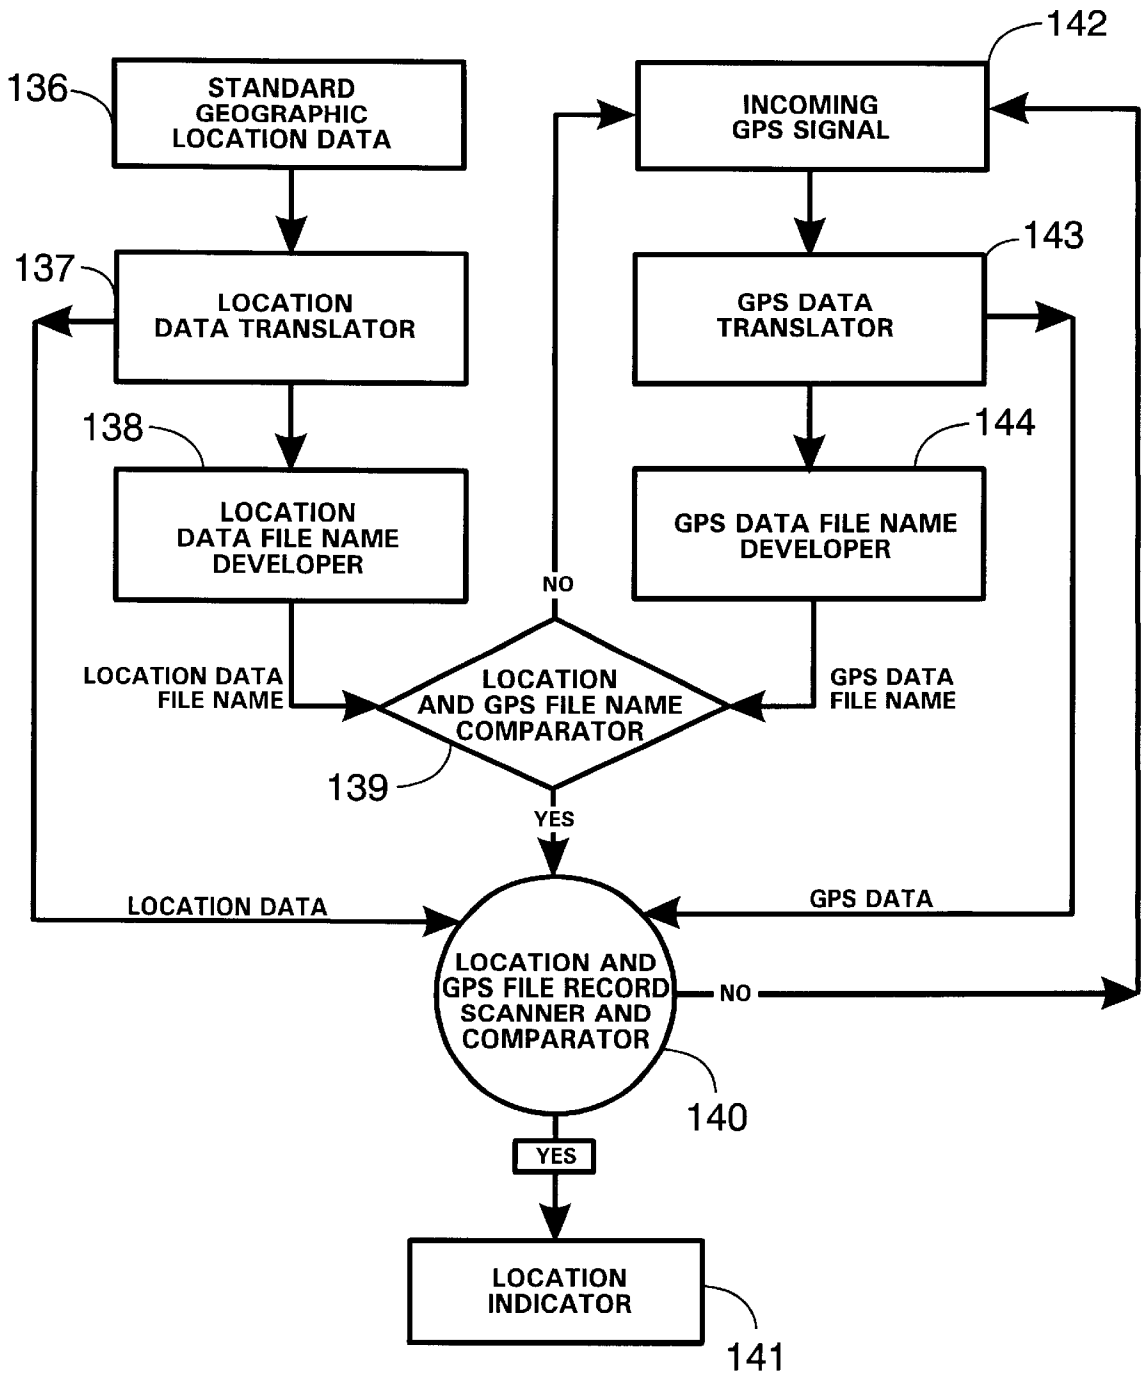 142
136
STANDARD
GEOGRAPHIC
LOCATION DATA
INCOMING
GPS SIGNAL
137
143
LOCATION
DATA TRANSLATOR
GPS DATA
TRANSLATOR
138
144
LOCATION
DATA FILE NAME
DEVELOPER
GPS DATA FILE NAME
DEVELOPER
NO
LOCATION DATA
FILE NAME
LOCATION
AND GPS FILE NAME
COMPARATOR
GPS DATA
FILE NAME
139
YES
LOCATION DATA
GPS DATA
LOCATION AND
GPS FILE RECORD
SCANNER AND
COMPARATOR
NO
140
YES
LOCATION
INDICATOR
141